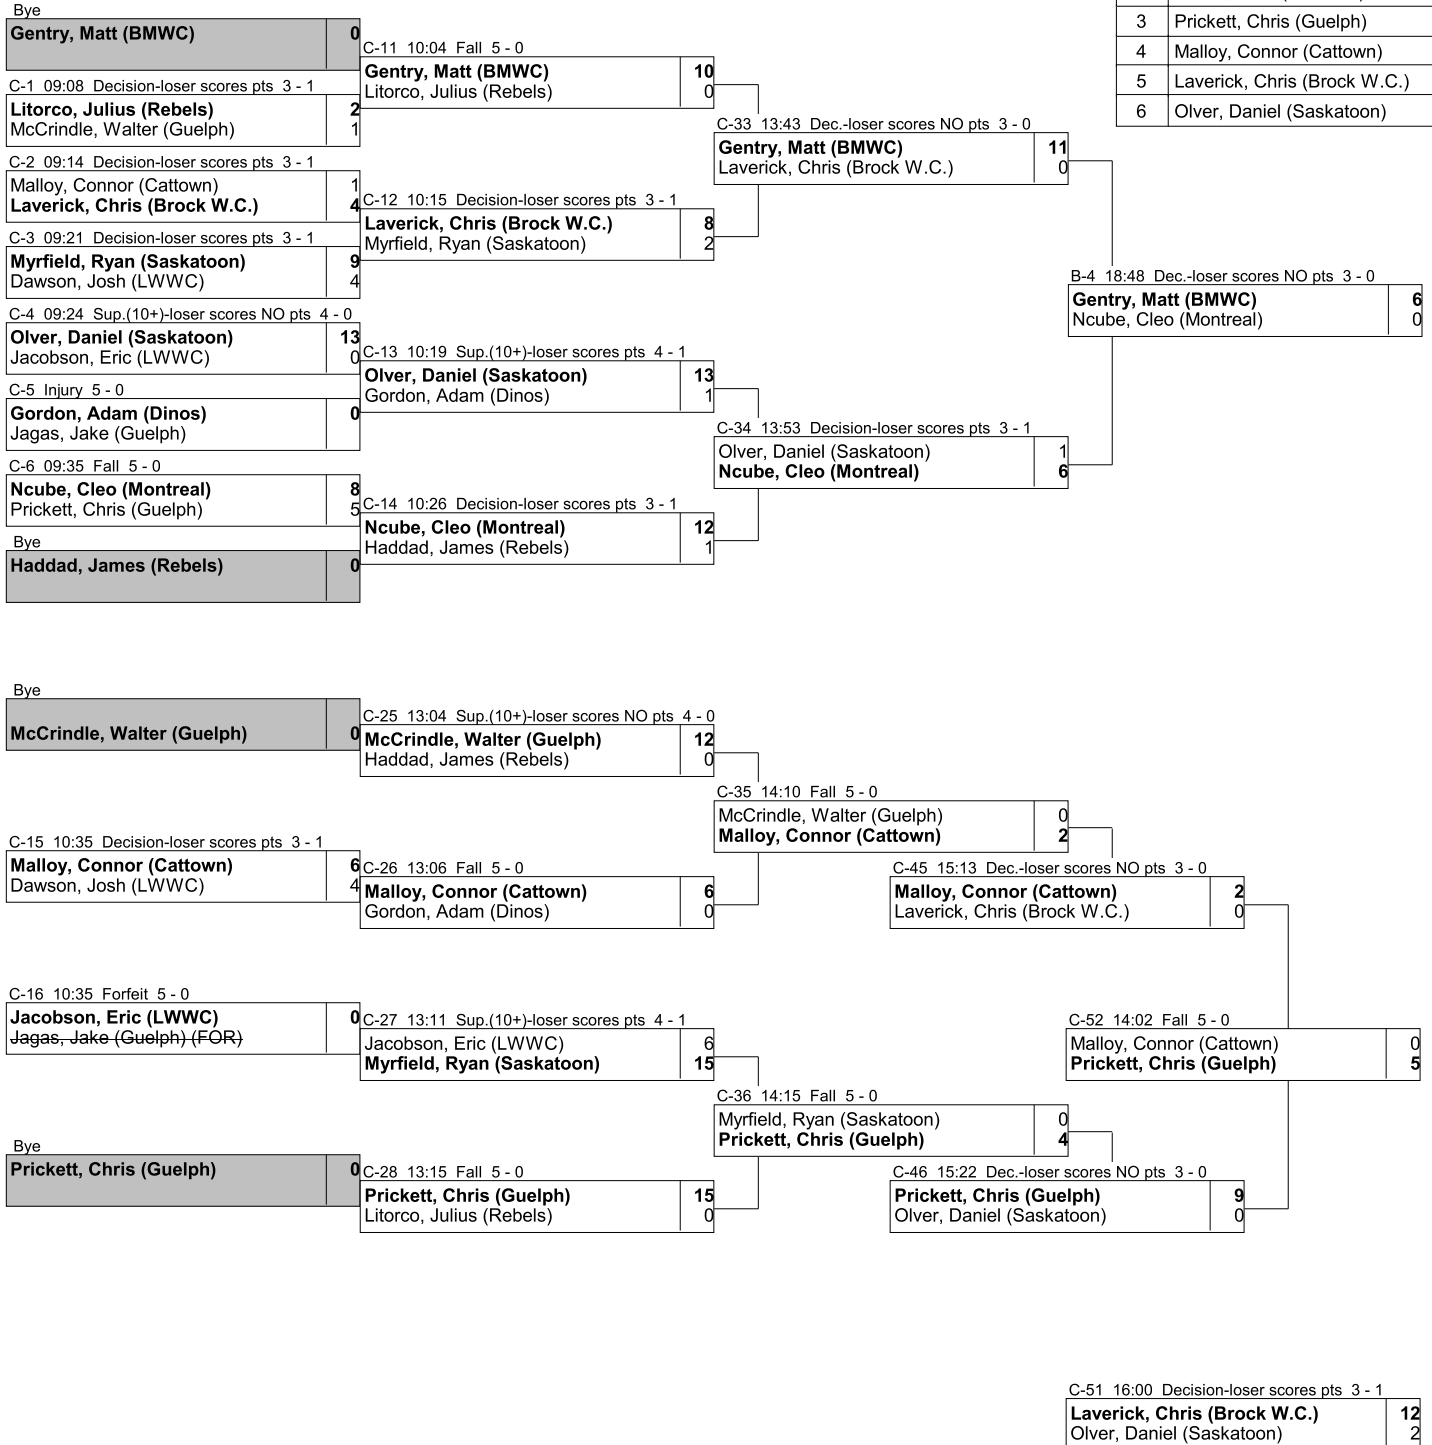 Bye
Gentry, Matt (BMWC) 0
C-1 09:08 Decision-loser scores pts 3 - 1
Litorco, Julius (Rebels) 2
McCrindle, Walter (Guelph) 1
C-2 09:14 Decision-loser scores pts 3 - 1
Malloy, Connor (Cattown) 1
Laverick, Chris (Brock W.C.) 4
C-3 09:21 Decision-loser scores pts 3 - 1
Myrfield, Ryan (Saskatoon) 9
Dawson, Josh (LWWC) 4
C-4 09:24 Sup.(10+)-loser scores NO pts 4 - 0
Olver, Daniel (Saskatoon) 13
Jacobson, Eric (LWWC) 0
C-5 Injury 5 - 0
Gordon, Adam (Dinos) 0
Jagas, Jake (Guelph)
C-6 09:35 Fall 5 - 0
Ncube, Cleo (Montreal) 8
Prickett, Chris (Guelph) 5
Bye
Haddad, James (Rebels) 0
C-11 10:04 Fall 5 - 0
Gentry, Matt (BMWC) 10
Litorco, Julius (Rebels) 0
C-12 10:15 Decision-loser scores pts 3 - 1
Laverick, Chris (Brock W.C.) 8
Myrfield, Ryan (Saskatoon) 2
C-13 10:19 Sup.(10+)-loser scores pts 4 - 1
Olver, Daniel (Saskatoon) 13
Gordon, Adam (Dinos) 1
C-14 10:26 Decision-loser scores pts 3 - 1
Ncube, Cleo (Montreal) 12
Haddad, James (Rebels) 1
C-33 13:43 Dec.-loser scores NO pts 3 - 0
Gentry, Matt (BMWC) 11
Laverick, Chris (Brock W.C.) 0
C-34 13:53 Decision-loser scores pts 3 - 1
Olver, Daniel (Saskatoon) 1
Ncube, Cleo (Montreal) 6
B-4 18:48 Dec.-loser scores NO pts 3 - 0
Gentry, Matt (BMWC) 6
Ncube, Cleo (Montreal) 0
3 Prickett, Chris (Guelph)
4 Malloy, Connor (Cattown)
5 Laverick, Chris (Brock W.C.)
6 Olver, Daniel (Saskatoon)
Bye
McCrindle, Walter (Guelph) 0
C-15 10:35 Decision-loser scores pts 3 - 1
Malloy, Connor (Cattown) 6
Dawson, Josh (LWWC) 4
C-16 10:35 Forfeit 5 - 0
Jacobson, Eric (LWWC) 0
Jagas, Jake (Guelph) (FOR)
Bye
Prickett, Chris (Guelph) 0
C-25 13:04 Sup.(10+)-loser scores NO pts 4 - 0
McCrindle, Walter (Guelph) 12
Haddad, James (Rebels) 0
C-26 13:06 Fall 5 - 0
Malloy, Connor (Cattown) 6
Gordon, Adam (Dinos) 0
C-27 13:11 Sup.(10+)-loser scores pts 4 - 1
Jacobson, Eric (LWWC) 6
Myrfield, Ryan (Saskatoon) 15
C-28 13:15 Fall 5 - 0
Prickett, Chris (Guelph) 15
Litorco, Julius (Rebels) 0
C-35 14:10 Fall 5 - 0
McCrindle, Walter (Guelph) 0
Malloy, Connor (Cattown) 2
C-36 14:15 Fall 5 - 0
Myrfield, Ryan (Saskatoon) 0
Prickett, Chris (Guelph) 4
C-45 15:13 Dec.-loser scores NO pts 3 - 0
Malloy, Connor (Cattown) 2
Laverick, Chris (Brock W.C.) 0
C-46 15:22 Dec.-loser scores NO pts 3 - 0
Prickett, Chris (Guelph) 9
Olver, Daniel (Saskatoon) 0
C-52 14:02 Fall 5 - 0
Malloy, Connor (Cattown) 0
Prickett, Chris (Guelph) 5
C-51 16:00 Decision-loser scores pts 3 - 1
Laverick, Chris (Brock W.C.) 12
Olver, Daniel (Saskatoon) 2